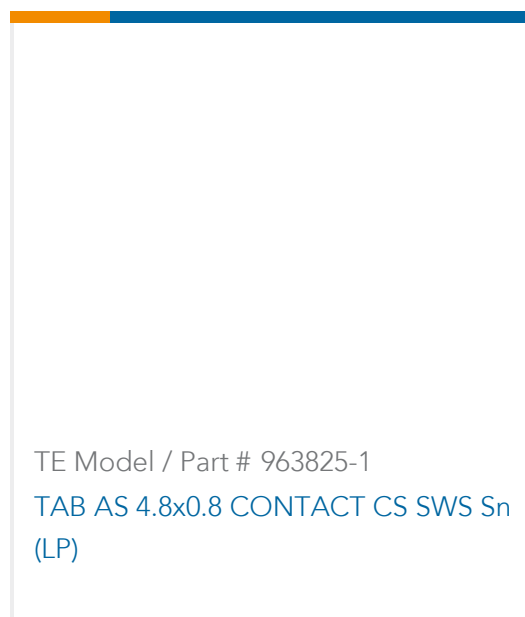 TE Model / Part # 963825-1
TAB AS 4.8x0.8 CONTACT CS SWS Sn
(LP)